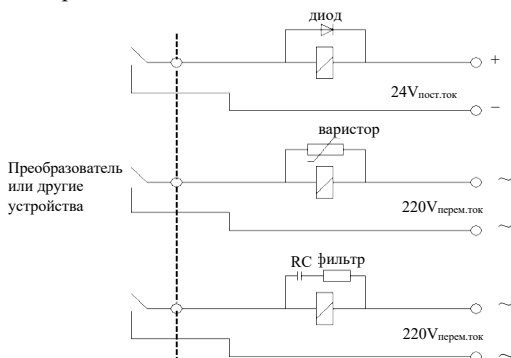 диод
+
24Vпост.ток
−
варистор
Преобразователь
или другие
устройства
~
220Vперем.ток
~
RC фильтр
~
220Vперем.ток
~